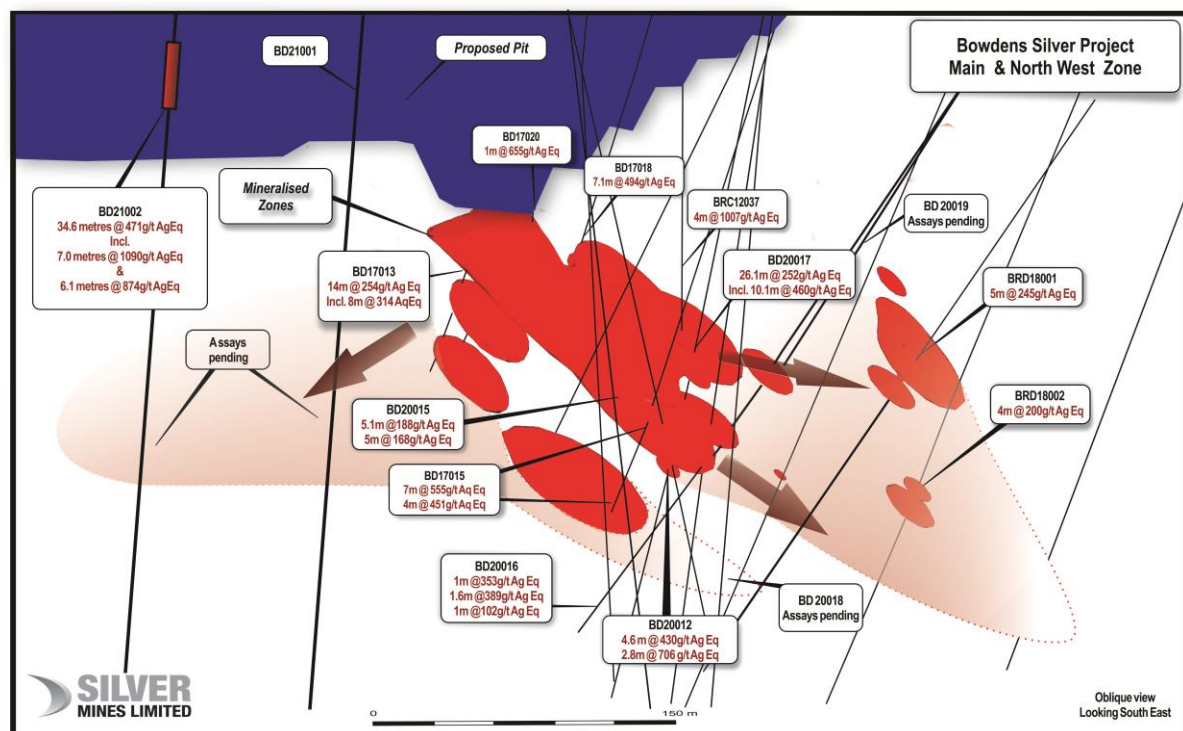 BD21001
Proposed Pit
Bowdens Silver Project
Main & North West Zone
BD17020
1m @ 655g/t Ag Eq
BD17018
7.1m @ 494g/t Ag Eq
Mineralised
Zones
BRC12037
4m @ 1007g/t Ag Eq
BD 20019
Assays pending
BD21002
34.6 metres @ 471g/t AgEq
Incl.
7.0 metres @ 1090g/t AgEq
&
6.1 metres @ 874g/t AgEq
BD17013
14m @ 254g/t Ag Eq
Incl. 8m @ 314 AqEq
BD20017
26.1m @ 252g/t Ag Eq
Incl. 10.1m @ 460g/t Ag Eq
BRD18001
5m @ 245g/t Ag Eq
Assays
pending
BD20015
5.1m @188g/t Ag Eq
5m @ 168g/t Ag Eq
BRD18002
4m @ 200g/t Ag Eq
BD17015
7m @ 555g/t Aq Eq
4m @ 451g/t Aq Eq
BD20016
1m @353g/t Ag Eq
1.6m @389g/t Ag Eq
1m @102g/t Ag Eq
BD 20018
Assays pending
BD20012
4.6 m @ 430g/t Ag Eq
2.8m @ 706 g/t Ag Eq
SILVER
MINES LIMITED
0 150 m
Oblique view
Looking South East